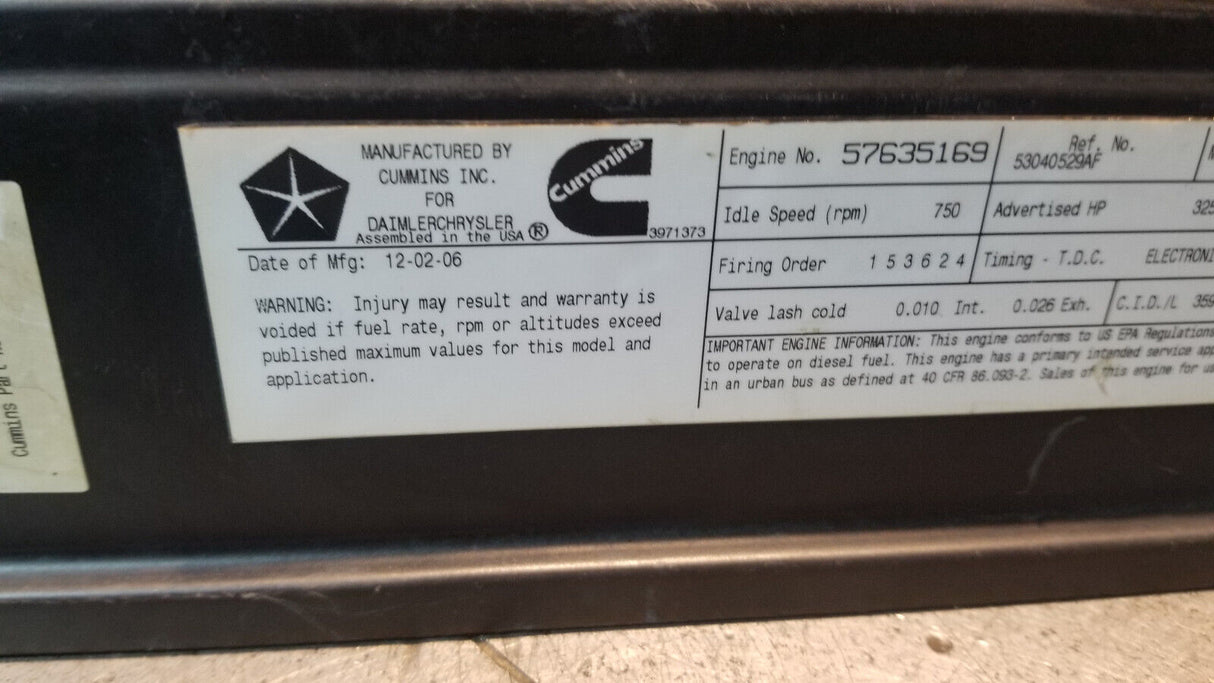 MANUFACTURED BY
CUMMINS INC.
FOR
DAIMLERCHRYSLER
Assembled in the USA ®
Cummins
3971373
Date of Mfg: 12-02-06
WARNING: Injury may result and warranty is
voided if fuel rate, rpm or altitudes exceed
published maximum values for this model and
application.
Engine No. 57635169
Ref. No.
53040529AF
Idle Speed (rpm) 750
Advertised HP 325
Firing Order 1 5 3 6 2 4
Timing - T.D.C. ELECTRONI
Valve lash cold 0.010 Int. 0.026 Exh.
C.I.D./L 359
IMPORTANT ENGINE INFORMATION: This engine conforms to US EPA Regulations
to operate on diesel fuel. This engine has a primary intended service app
in an urban bus as defined at 40 CFR 86.093-2. Sales of this engine for us
Cummins Part